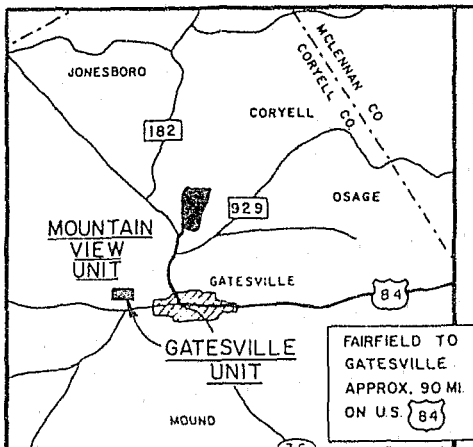 JONESBORO
MCLENNAN CO
CORYELL CO.
CORYELL
182
OSAGE
929
MOUNTAIN
VIEW
UNIT
GATESVILLE
84
GATESVILLE
UNIT
FAIRFIELD TO
GATESVILLE
APPROX. 90 MI.
ON U.S. 84
MOUND